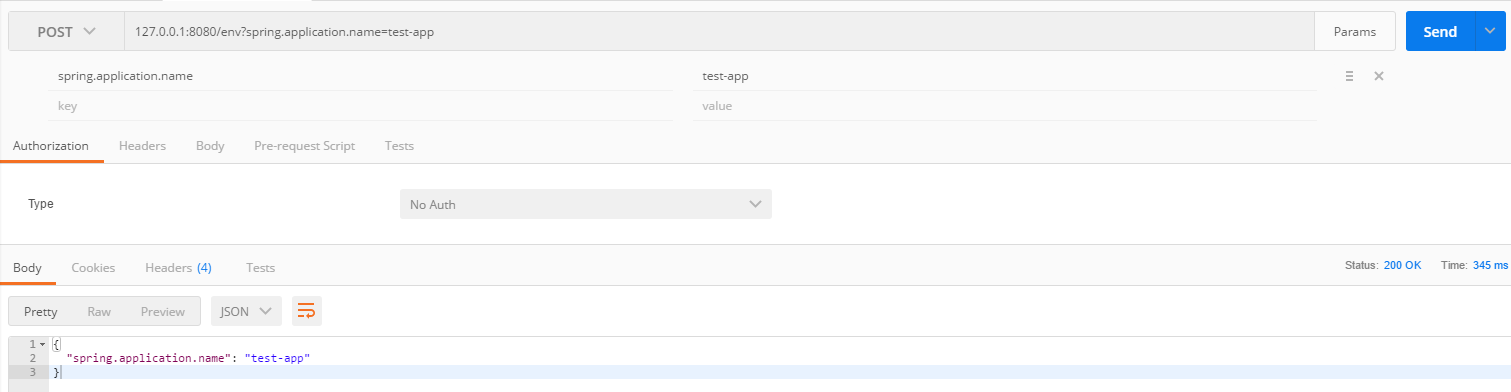 POST 127.0.0.1:8080/env?spring.application.name=test-app Params Send
spring.application.name test-app
key value
Authorization Headers Body Pre-request Script Tests
Type No Auth
Body Cookies Headers (4) Tests Status: 200 OK Time: 345 ms
Pretty Raw Preview JSON
1 {
2 "spring.application.name": "test-app"
3 }